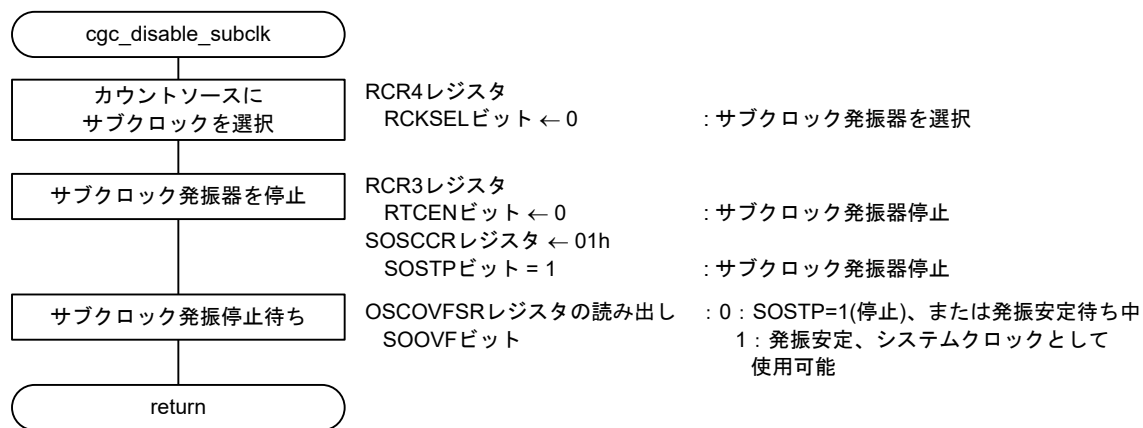 cgc_disable_subclk
カウントソースに
サブクロックを選択
RCR4レジスタ
RCKSELビット ← 0 : サブクロック発振器を選択
サブクロック発振器を停止
RCR3レジスタ
RTCENビット ← 0 : サブクロック発振器停止
SOSCCRレジスタ ← 01h
SOSTPビット = 1 : サブクロック発振器停止
サブクロック発振停止待ち
OSCOVFSRレジスタの読み出し : 0 : SOSTP=1(停止)、または発振安定待ち中
SOOVFビット 1 : 発振安定、システムクロックとして
使用可能
return